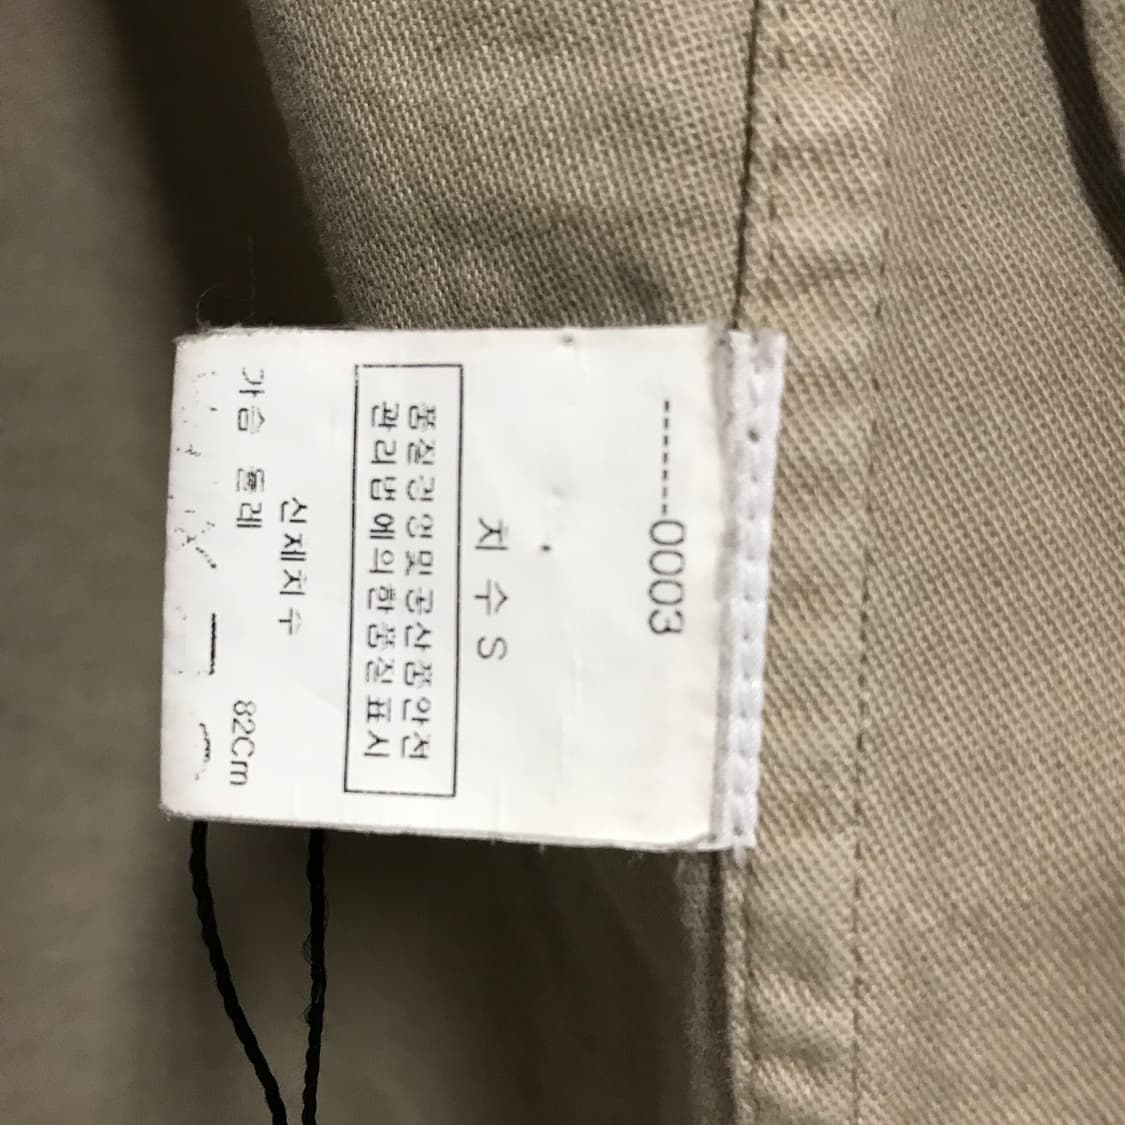 -------0003
치 수 S
품질경영및공산품안전
관리법에의한품질표시
신체치수
가슴 둘레 82Cm